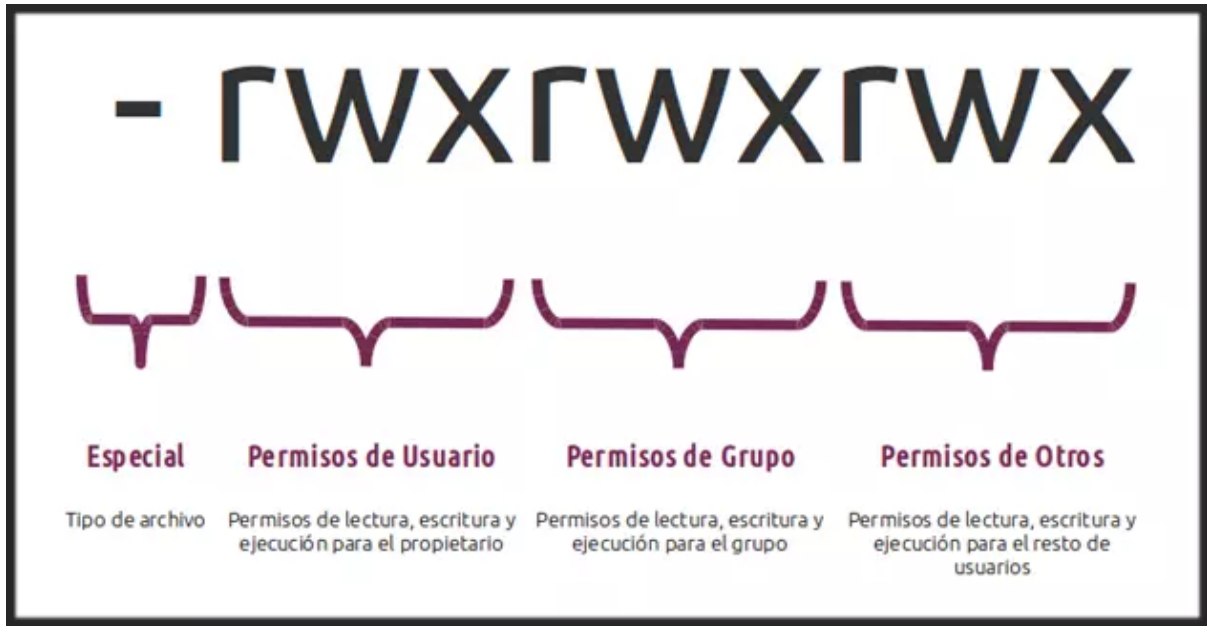 - rwxrwxrwx
Especial
Permisos de Usuario
Permisos de Grupo
Permisos de Otros
Tipo de archivo
Permisos de lectura, escritura y
ejecución para el propietario
Permisos de lectura, escritura y
ejecución para el grupo
Permisos de lectura, escritura y
ejecución para el resto de
usuarios